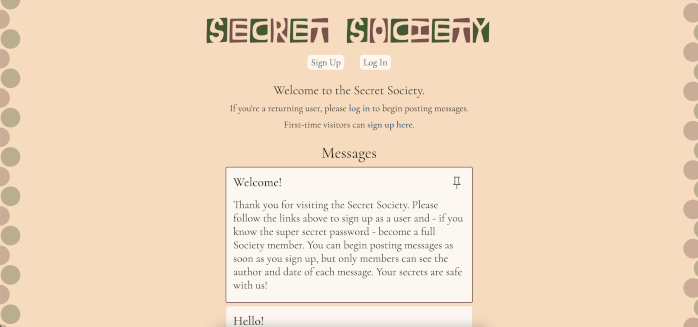 SECRET SOCIETY
Sign Up Log In
Welcome to the Secret Society.
If you're a returning user, please log in to begin posting messages.
First-time visitors can sign up here.
Messages
Welcome!
Thank you for visiting the Secret Society. Please
follow the links above to sign up as a user and - if you
know the super secret password - become a full
Society member. You can begin posting messages as
soon as you sign up, but only members can see the
author and date of each message. Your secrets are safe
with us!
Hello!